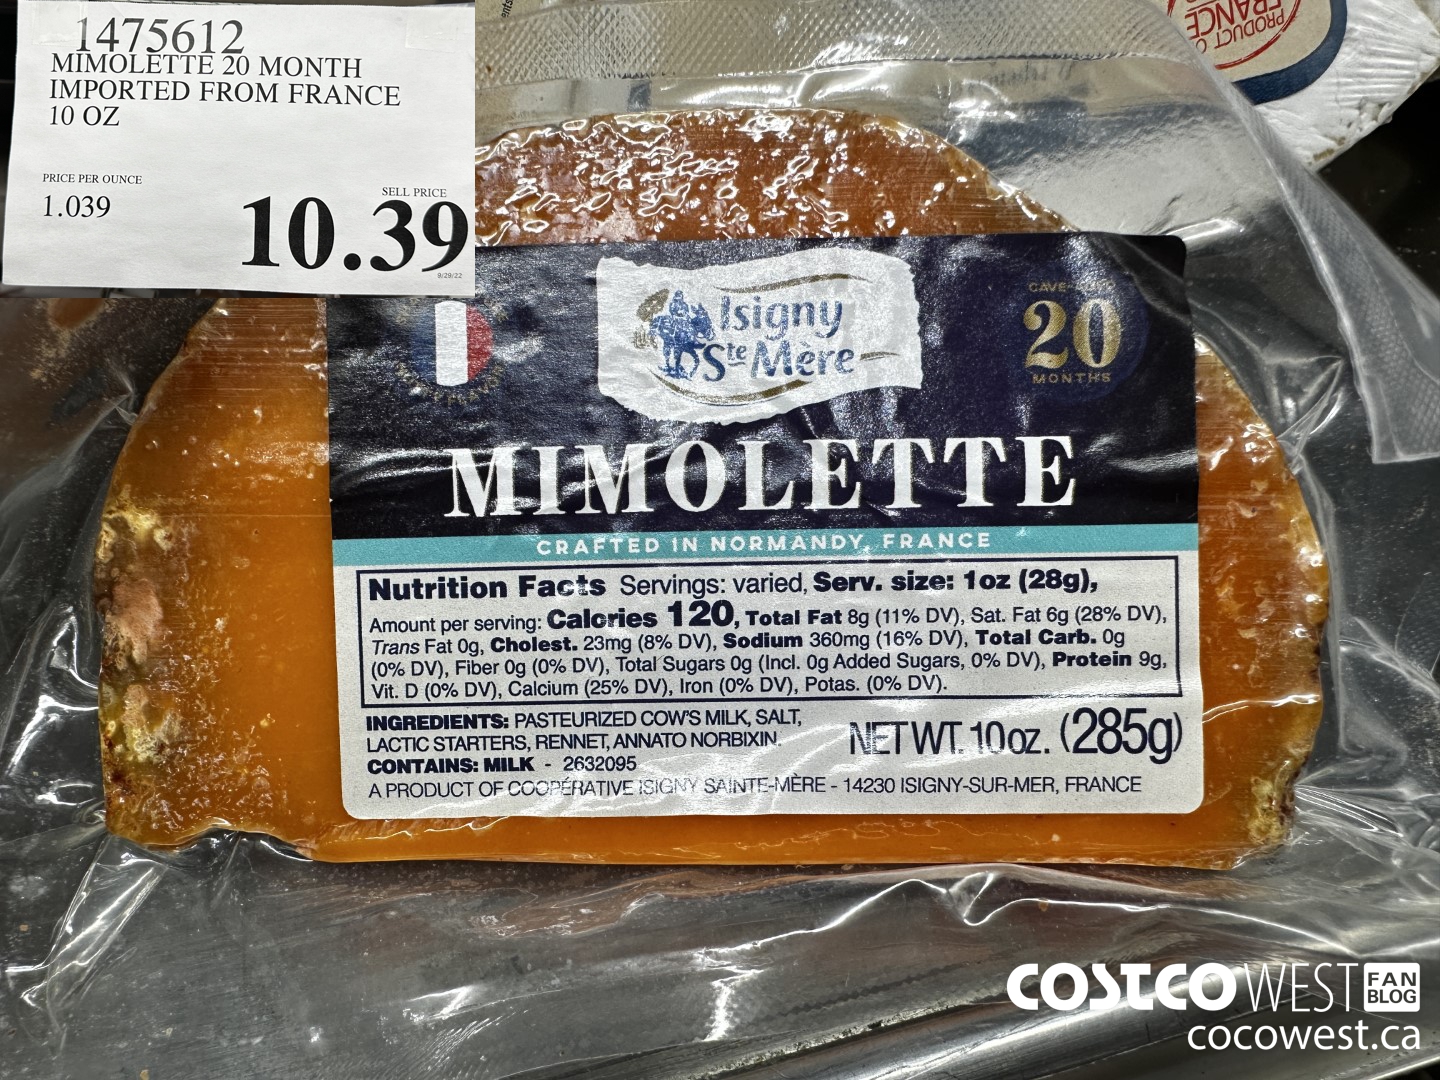 1475612
MIMOLETTE 20 MONTH
IMPORTED FROM FRANCE
10 OZ
PRICE PER OUNCE
1.039
SELL PRICE
10.39
9/29/22
PRODUCT OF
FRANCE
Isigny
Ste Mère
20
MONTHS
MIMOLETTE
CRAFTED IN NORMANDY, FRANCE
Nutrition Facts Servings: varied, Serv. size: 1oz (28g),
Amount per serving: Calories 120, Total Fat 8g (11% DV), Sat. Fat 6g (28% DV),
Trans Fat 0g, Cholest. 23mg (8% DV), Sodium 360mg (16% DV), Total Carb. 0g
(0% DV), Fiber 0g (0% DV), Total Sugars 0g (Incl. 0g Added Sugars, 0% DV), Protein 9g,
Vit. D (0% DV), Calcium (25% DV), Iron (0% DV), Potas. (0% DV).
INGREDIENTS: PASTEURIZED COW'S MILK, SALT,
LACTIC STARTERS, RENNET, ANNATO NORBIXIN.
CONTAINS: MILK - 2632095
NET WT. 10oz. (285g)
A PRODUCT OF COOPÉRATIVE ISIGNY SAINTE-MÈRE - 14230 ISIGNY-SUR-MER, FRANCE
COSTCO WEST FAN BLOG
cocowest.ca